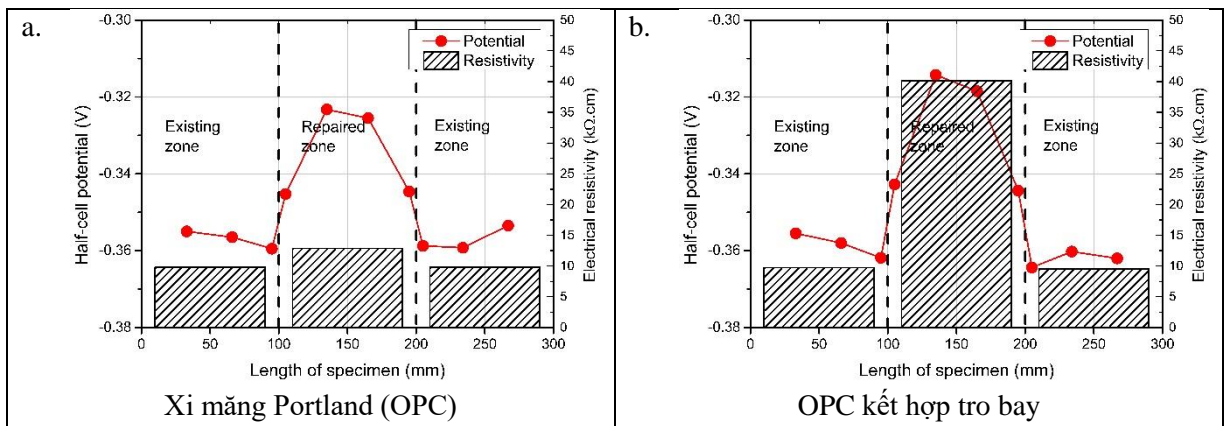 a.
-0.30
-0.32
-0.34
-0.36
-0.38
Half-cell potential (V)
Potential
Resistivity
Existing
zone
Repaired
zone
Existing
zone
50
45
40
35
30
25
20
15
10
5
0
Electrical resistivity (kΩ.cm)
0 50 100 150 200 250 300
Length of specimen (mm)
Xi măng Portland (OPC)
b.
-0.30
-0.32
-0.34
-0.36
-0.38
Half-cell potential (V)
Potential
Resistivity
Existing
zone
Repaired
zone
Existing
zone
50
45
40
35
30
25
20
15
10
5
0
Electrical resistivity (kΩ.cm)
0 50 100 150 200 250 300
Length of specimen (mm)
OPC kết hợp tro bay